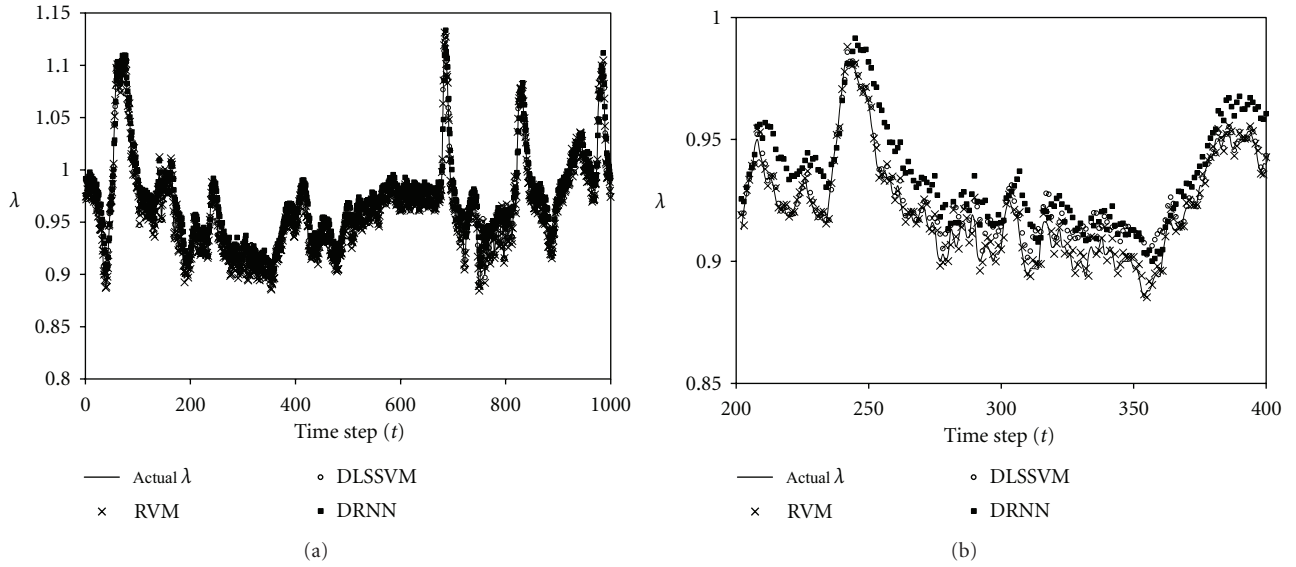 1.15
1.1
1.05
1
0.95
0.9
0.85
0.8
λ
0
200
400
600
800
1000
Time step (t)
Actual λ
DLSSVM
RVM
DRNN
(a)
1
0.95
0.9
0.85
λ
200
250
300
350
400
Time step (t)
Actual λ
DLSSVM
RVM
DRNN
(b)